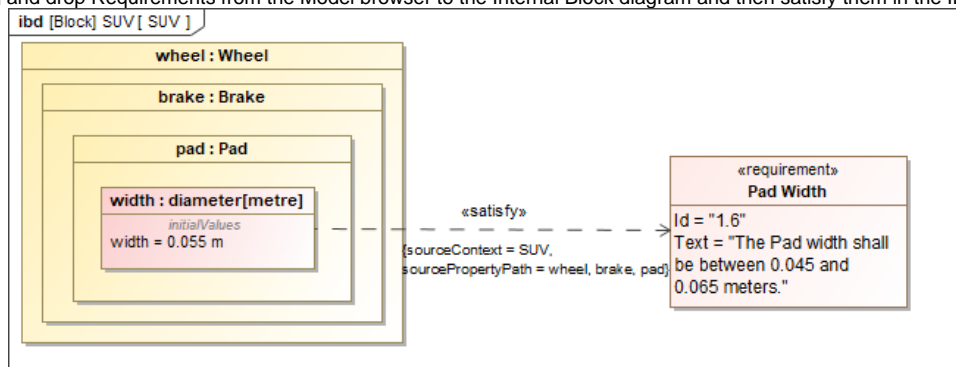 and drop Requirements from the Model browser to the Internal Block diagram and then satisfy them in the
ibd [Block] SUV [ SUV ]
wheel : Wheel
brake : Brake
pad : Pad
width : diameter[metre]
initialValues
width = 0.055 m
«satisfy»
{sourceContext = SUV,
sourcePropertyPath = wheel, brake, pad}
«requirement»
Pad Width
Id = "1.6"
Text = "The Pad width shall
be between 0.045 and
0.065 meters."